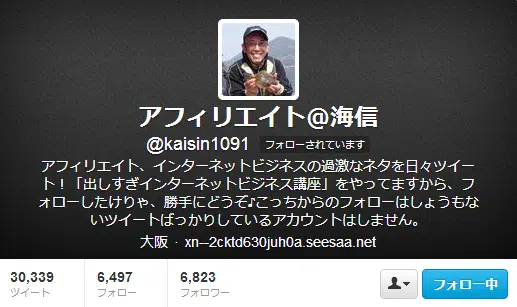 アフィリエイト@海信
@kaisin1091 フォローされています
アフィリエイト、インターネットビジネスの過激なネタを日々ツイー
ト！「出しすぎインターネットビジネス講座」をやってますから、フ
ォローしたけりゃ、勝手にどうぞ♪こっちからのフォローはしょうもな
いツイートばっかりしているアカウントはしません。
大阪 · xn--2cktd630juh0a.seesaa.net
30,339 6,497 6,823
ツイート フォロー フォロワー
フォロー中